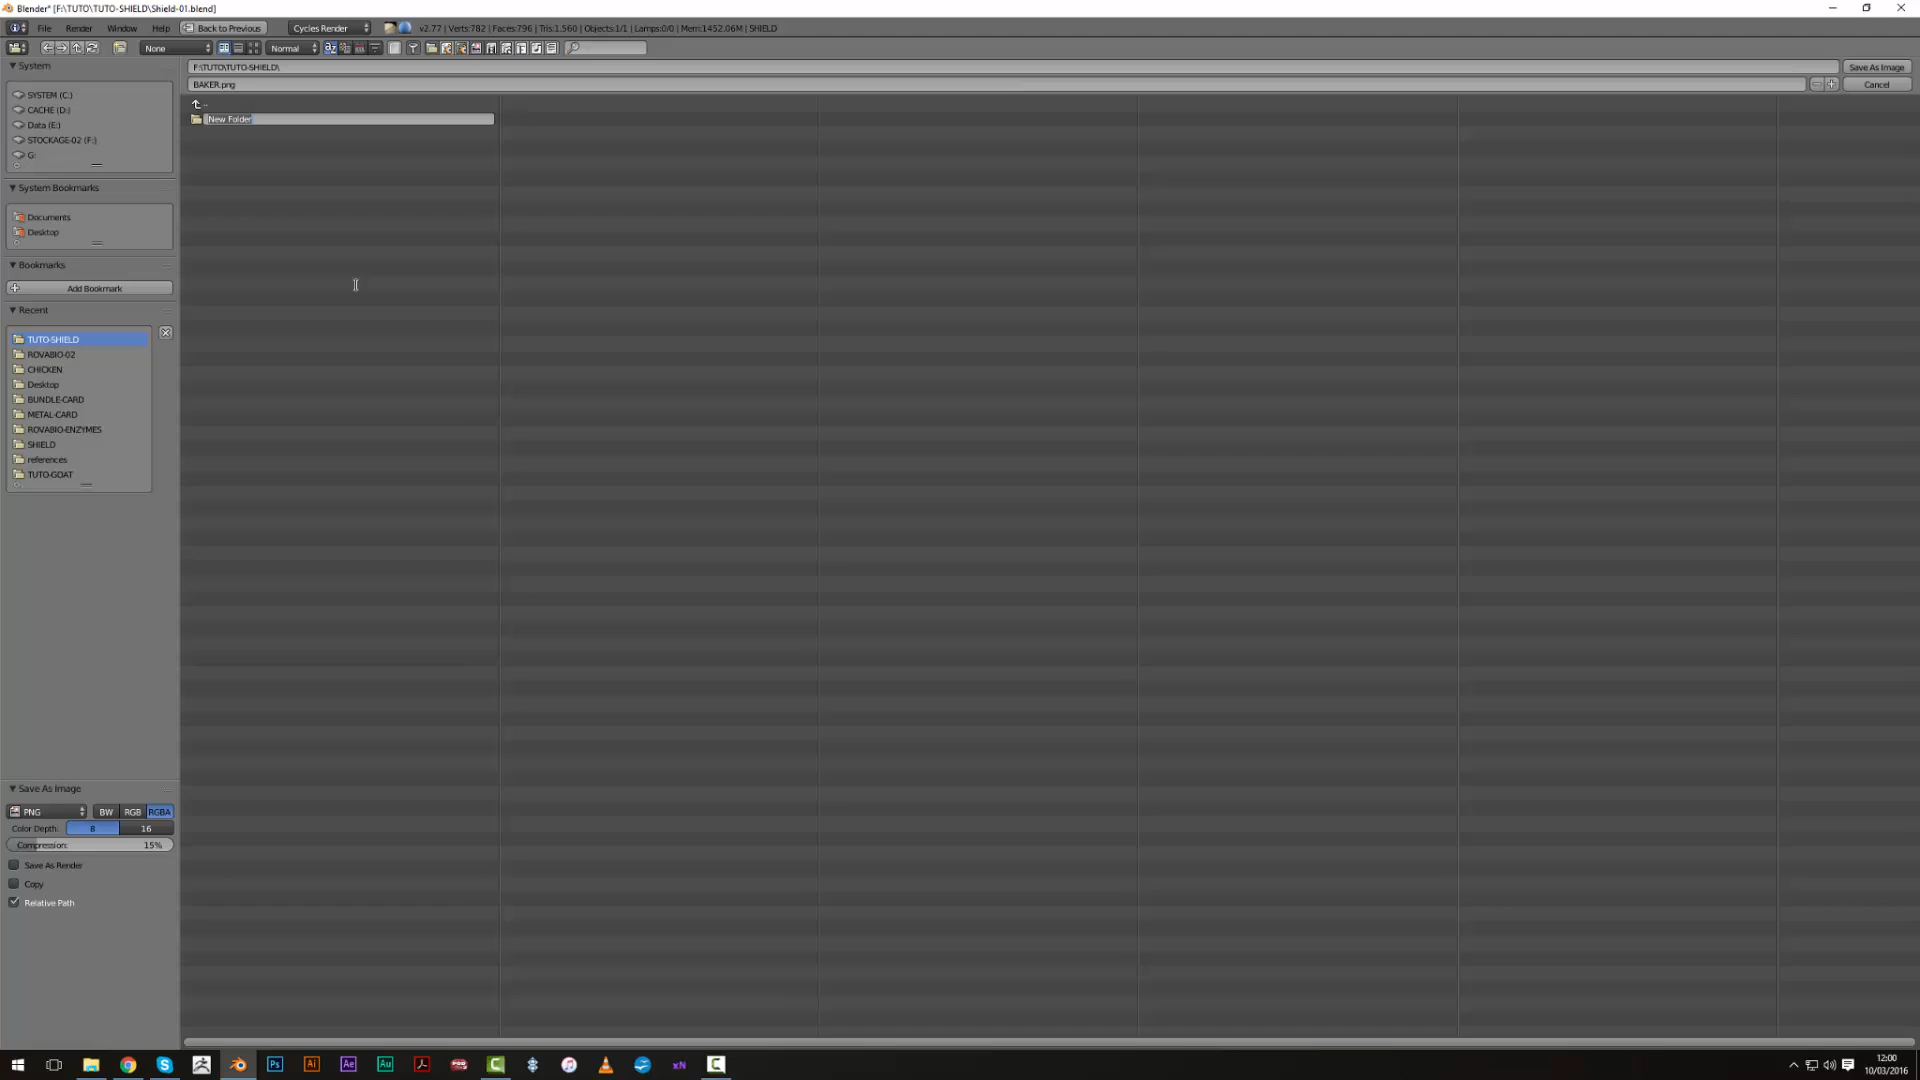 Blender* [F:\TUTO\TUTO-SHIELD\Shield-01.blend]
File Render Window Help Back to Previous Cycles Render v2.77 | Verts:782 | Faces:796 | Tris:1,560 | Objects:1/1 | Lamps:0/0 | Mem:1452.06M | SHIELD
None Normal
System
F:\TUTO\TUTO-SHIELD\ Save As Image
BAKER.png Cancel
SYSTEM (C:)
CACHE (D:)
Data (E:)
STOCKAGE-02 (F:)
G:
..
New Folder
System Bookmarks
Documents
Desktop
Bookmarks
Add Bookmark
Recent
TUTO-SHIELD
ROVABIO-02
CHICKEN
Desktop
BUNDLE-CARD
METAL-CARD
ROVABIO-ENZYMES
SHIELD
references
TUTO-GOAT
Save As Image
PNG BW RGB RGBA
Color Depth: 8 16
Compression: 15%
Save As Render
Copy
Relative Path
Ps Ai Ae Au xN
12:00
10/03/2016